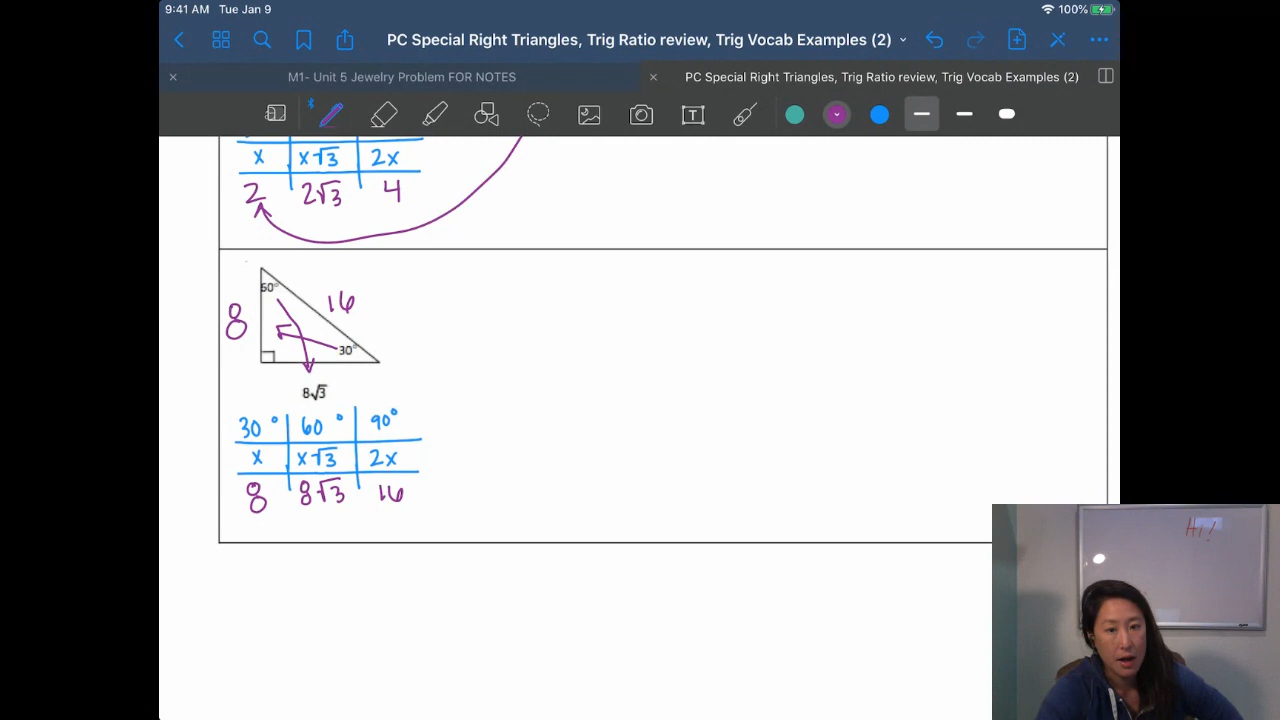 9:41 AM Tue Jan 9 100%
PC Special Right Triangles, Trig Ratio review, Trig Vocab Examples (2)
M1- Unit 5 Jewelry Problem FOR NOTES
PC Special Right Triangles, Trig Ratio review, Trig Vocab Examples (2)
x x√3 2x
2 2√3 4
60°
8 16
30°
8√3
30° 60° 90°
x x√3 2x
8 8√3 16
Hi!